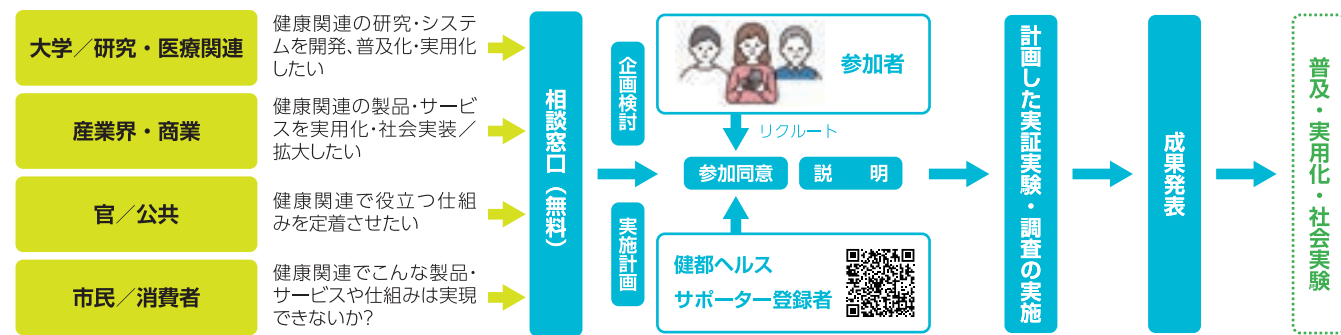 大学／研究・医療関連
健康関連の研究・システ
ムを開発、普及化・実用化
したい
産業界・商業
健康関連の製品・サービ
スを実用化・社会実装／
拡大したい
官／公共
健康関連で役立つ仕組
みを定着させたい
市民／消費者
健康関連でこんな製品・
サービスや仕組みは実現
できないか？
相談窓口（無料）
企画検討
実施計画
参加者
リクルート
参加同意
説　明
健都ヘルス
サポーター登録者
計画した実証実験・調査の実施
成果発表
普及・実用化・社会実験